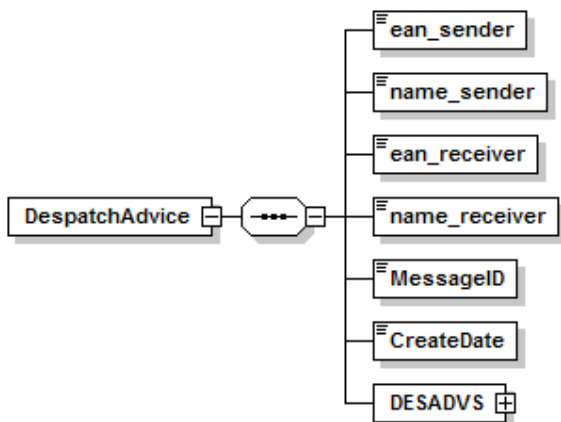 ean_sender
name_sender
ean_receiver
DespatchAdvice
name_receiver
MessageID
CreateDate
DESADVS